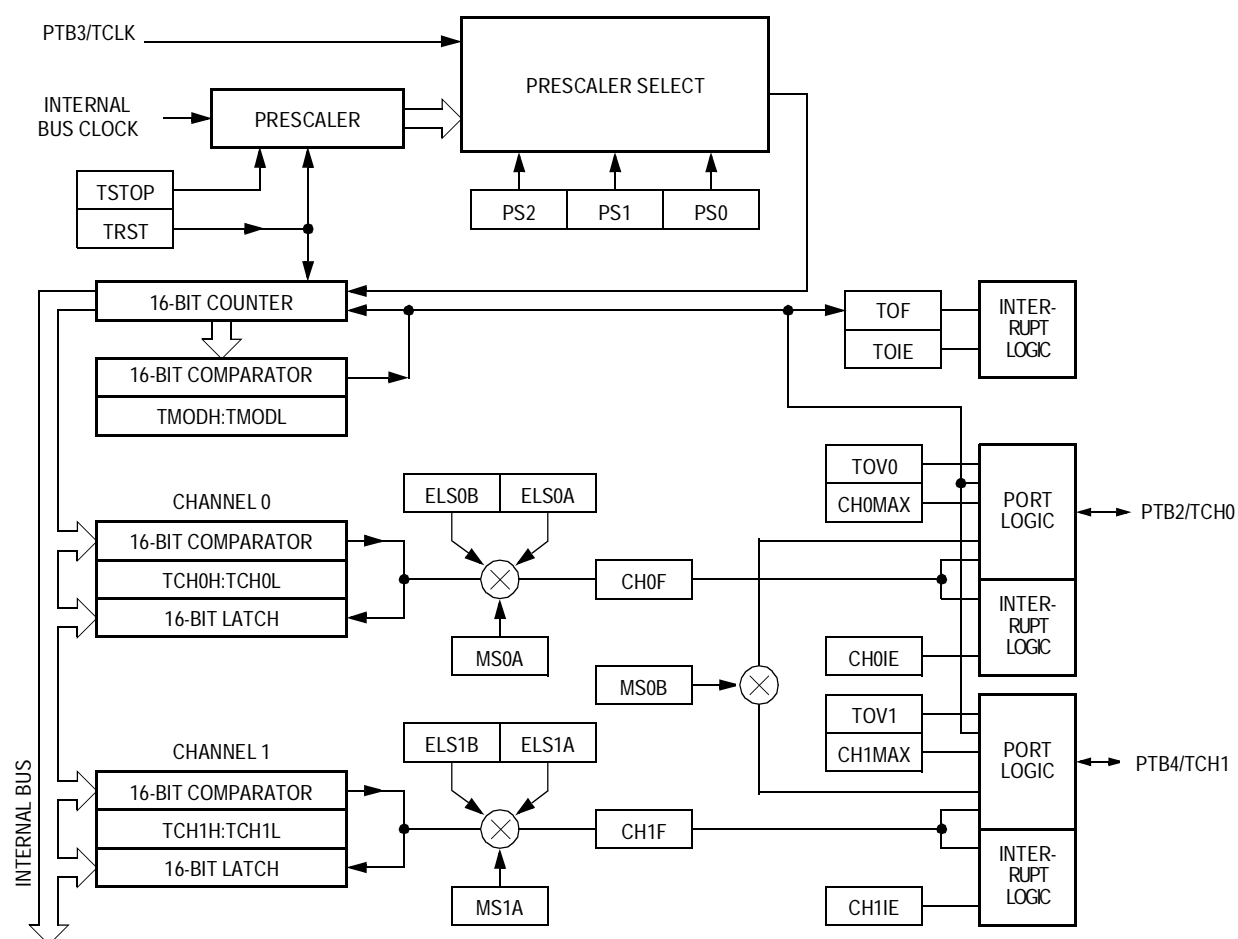 PTB3/TCLK
PRESCALER SELECT
INTERNAL
BUS CLOCK
PRESCALER
TSTOP
TRST
PS2
PS1
PS0
16-BIT COUNTER
16-BIT COMPARATOR
TMODH:TMODL
TOF
TOIE
INTER-
RUPT
LOGIC
CHANNEL 0
16-BIT COMPARATOR
TCH0H:TCH0L
16-BIT LATCH
ELS0B
ELS0A
MS0A
CH0F
TOV0
CH0MAX
PORT
LOGIC
PTB2/TCH0
INTER-
RUPT
LOGIC
CH0IE
MS0B
CHANNEL 1
16-BIT COMPARATOR
TCH1H:TCH1L
16-BIT LATCH
ELS1B
ELS1A
MS1A
CH1F
TOV1
CH1MAX
PORT
LOGIC
PTB4/TCH1
INTER-
RUPT
LOGIC
CH1IE
INTERNAL BUS